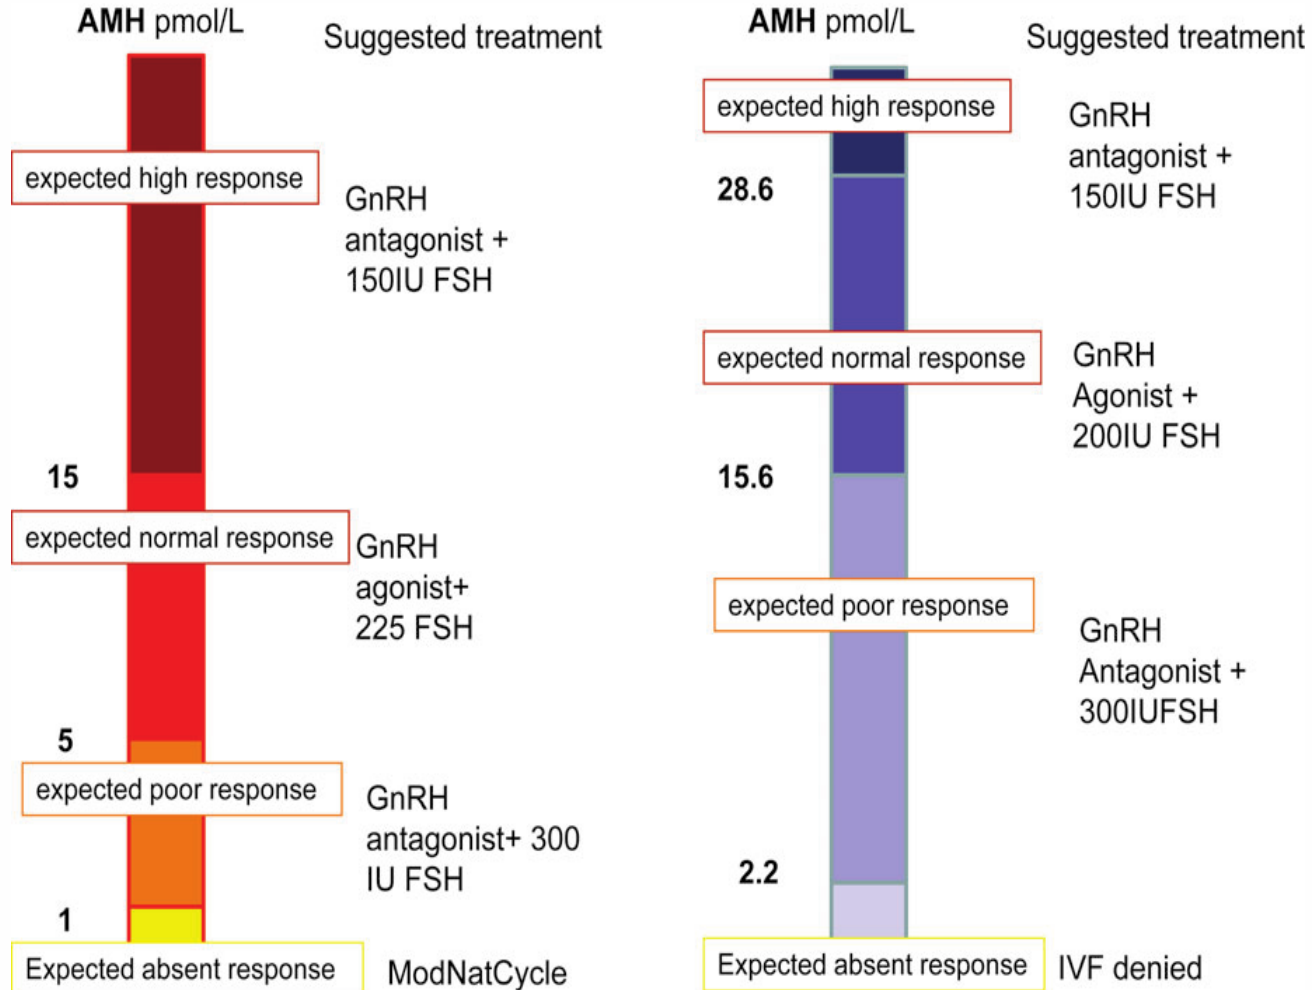 AMH pmol/L
Suggested treatment
expected high response
GnRH
antagonist +
150IU FSH
15
expected normal response
GnRH
agonist+
225 FSH
5
expected poor response
GnRH
antagonist+ 300
IU FSH
1
Expected absent response
ModNatCycle
AMH pmol/L
Suggested treatment
expected high response
GnRH
antagonist +
150IU FSH
28.6
expected normal response
GnRH
Agonist +
200IU FSH
15.6
expected poor response
GnRH
Antagonist +
300IUFSH
2.2
Expected absent response
IVF denied